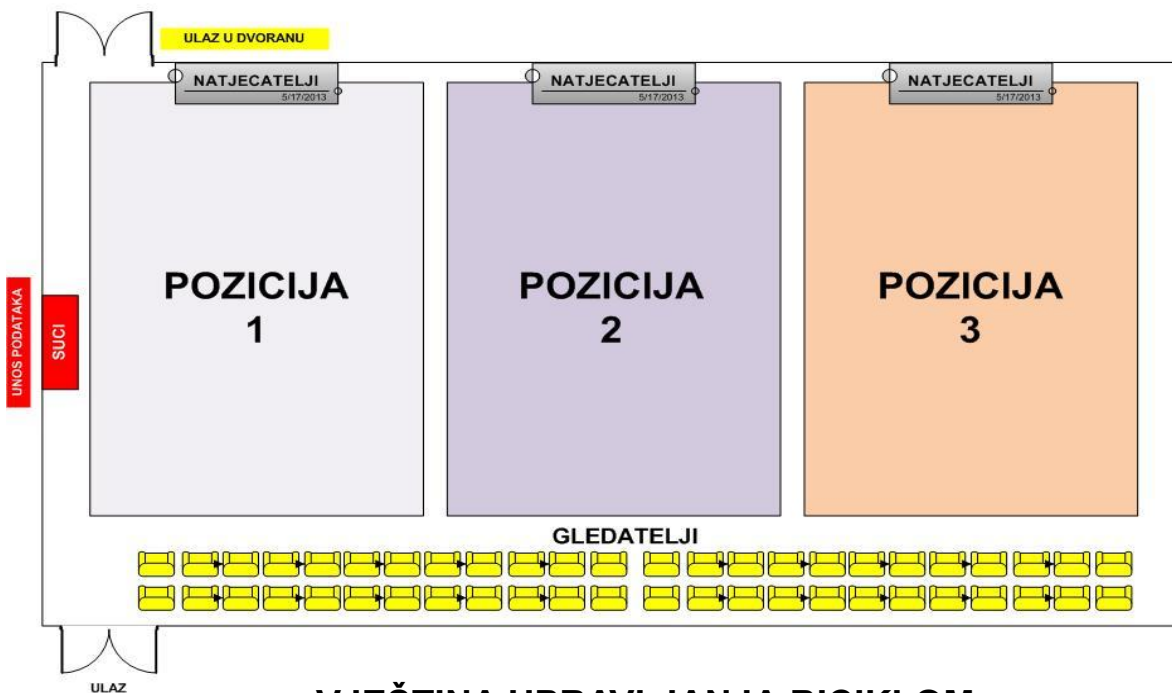 ULAZ U DVORANU
NATJECATELJI
5/17/2013
NATJECATELJI
5/17/2013
NATJECATELJI
5/17/2013
POZICIJA
1
POZICIJA
2
POZICIJA
3
UNOS PODATAKA
SUCI
GLEDATELJI
ULAZ
VJEŠTINA UPRAVLJANJA BICIKLOM